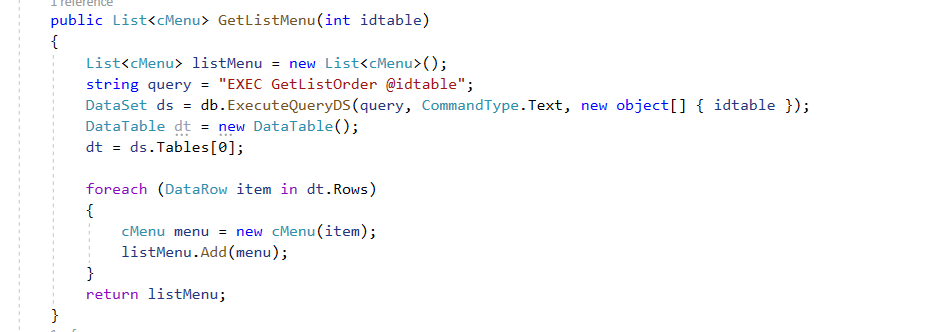 1 reference
public List<cMenu> GetListMenu(int idtable)
{
List<cMenu> listMenu = new List<cMenu>();
string query = "EXEC GetListOrder @idtable";
DataSet ds = db.ExecuteQueryDS(query, CommandType.Text, new object[] { idtable });
DataTable dt = new DataTable();
dt = ds.Tables[0];
foreach (DataRow item in dt.Rows)
{
cMenu menu = new cMenu(item);
listMenu.Add(menu);
}
return listMenu;
}